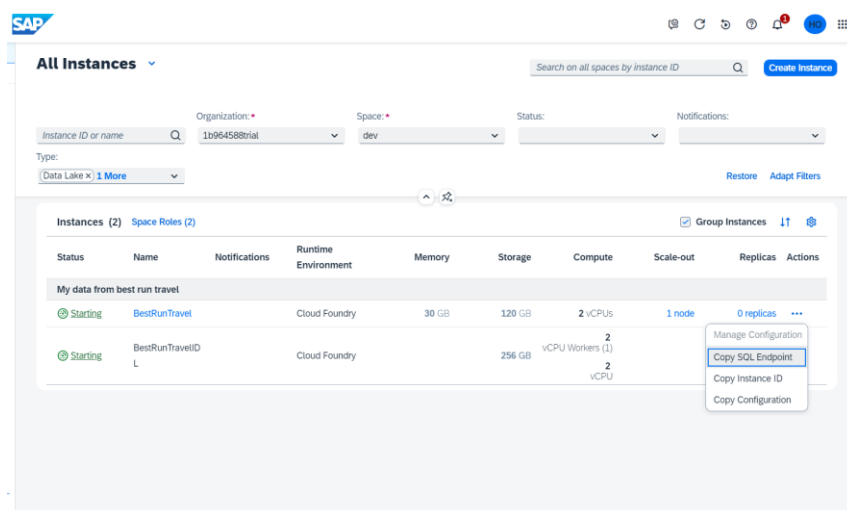 SAP
1
HO
All Instances
Search on all spaces by instance ID
Create Instance
Organization:*
Space:*
Status:
Notifications:
Instance ID or name
1b964588trial
dev
Type:
Data Lake × 1 More
Restore Adapt Filters
Instances (2) Space Roles (2)
Group Instances
Status Name Notifications Runtime Environment Memory Storage Compute Scale-out Replicas Actions
My data from best run travel
Starting BestRunTravel Cloud Foundry 30 GB 120 GB 2 vCPUs 1 node 0 replicas ...
Starting BestRunTravelID
L
Cloud Foundry 256 GB
2
vCPU Workers (1)
2
vCPU
Manage Configuration
Copy SQL Endpoint
Copy Instance ID
Copy Configuration